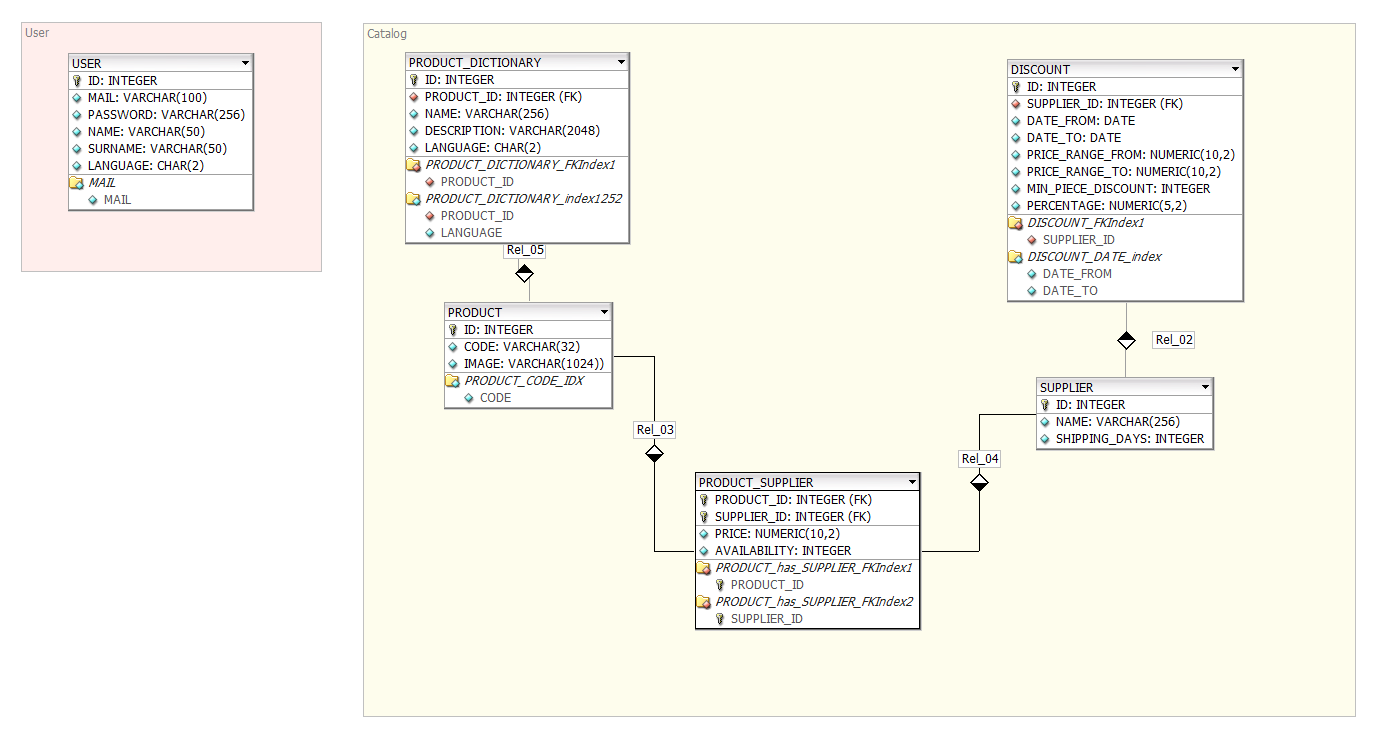 User
USER
ID: INTEGER
MAIL: VARCHAR(100)
PASSWORD: VARCHAR(256)
NAME: VARCHAR(50)
SURNAME: VARCHAR(50)
LANGUAGE: CHAR(2)
MAIL
MAIL
Catalog
PRODUCT_DICTIONARY
ID: INTEGER
PRODUCT_ID: INTEGER (FK)
NAME: VARCHAR(256)
DESCRIPTION: VARCHAR(2048)
LANGUAGE: CHAR(2)
PRODUCT_DICTIONARY_FKIndex1
PRODUCT_ID
PRODUCT_DICTIONARY_index1252
PRODUCT_ID
LANGUAGE
Rel_05
PRODUCT
ID: INTEGER
CODE: VARCHAR(32)
IMAGE: VARCHAR(1024))
PRODUCT_CODE_IDX
CODE
Rel_03
PRODUCT_SUPPLIER
PRODUCT_ID: INTEGER (FK)
SUPPLIER_ID: INTEGER (FK)
PRICE: NUMERIC(10,2)
AVAILABILITY: INTEGER
PRODUCT_has_SUPPLIER_FKIndex1
PRODUCT_ID
PRODUCT_has_SUPPLIER_FKIndex2
SUPPLIER_ID
Rel_04
DISCOUNT
ID: INTEGER
SUPPLIER_ID: INTEGER (FK)
DATE_FROM: DATE
DATE_TO: DATE
PRICE_RANGE_FROM: NUMERIC(10,2)
PRICE_RANGE_TO: NUMERIC(10,2)
MIN_PIECE_DISCOUNT: INTEGER
PERCENTAGE: NUMERIC(5,2)
DISCOUNT_FKIndex1
SUPPLIER_ID
DISCOUNT_DATE_index
DATE_FROM
DATE_TO
Rel_02
SUPPLIER
ID: INTEGER
NAME: VARCHAR(256)
SHIPPING_DAYS: INTEGER